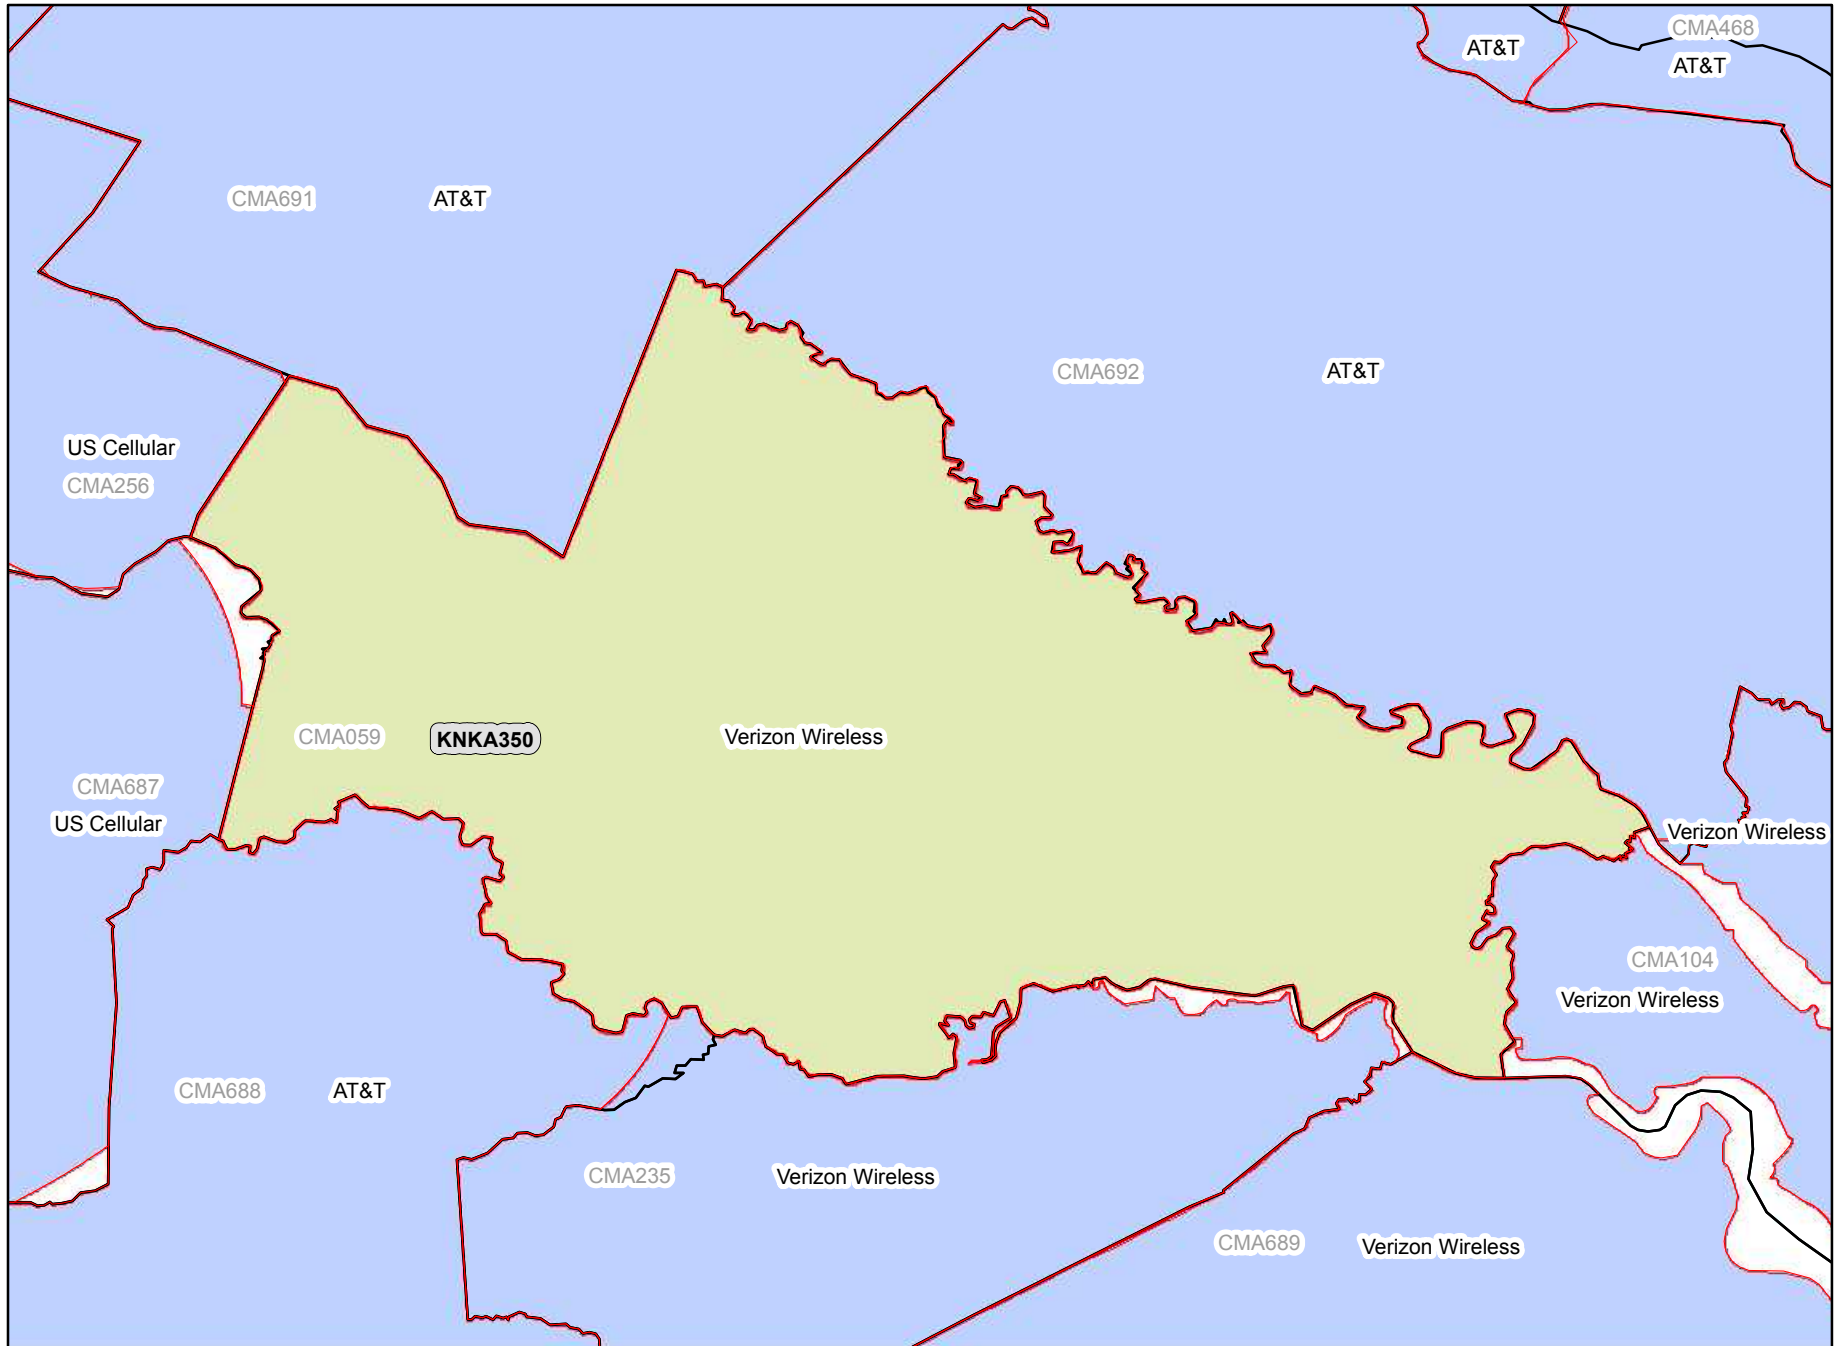 CMA468
AT&T
AT&T
CMA691
AT&T
CMA692
AT&T
US Cellular
CMA256
CMA059
KNKA350
Verizon Wireless
CMA687
US Cellular
Verizon Wireless
CMA104
Verizon Wireless
CMA688
AT&T
CMA235
Verizon Wireless
CMA689
Verizon Wireless